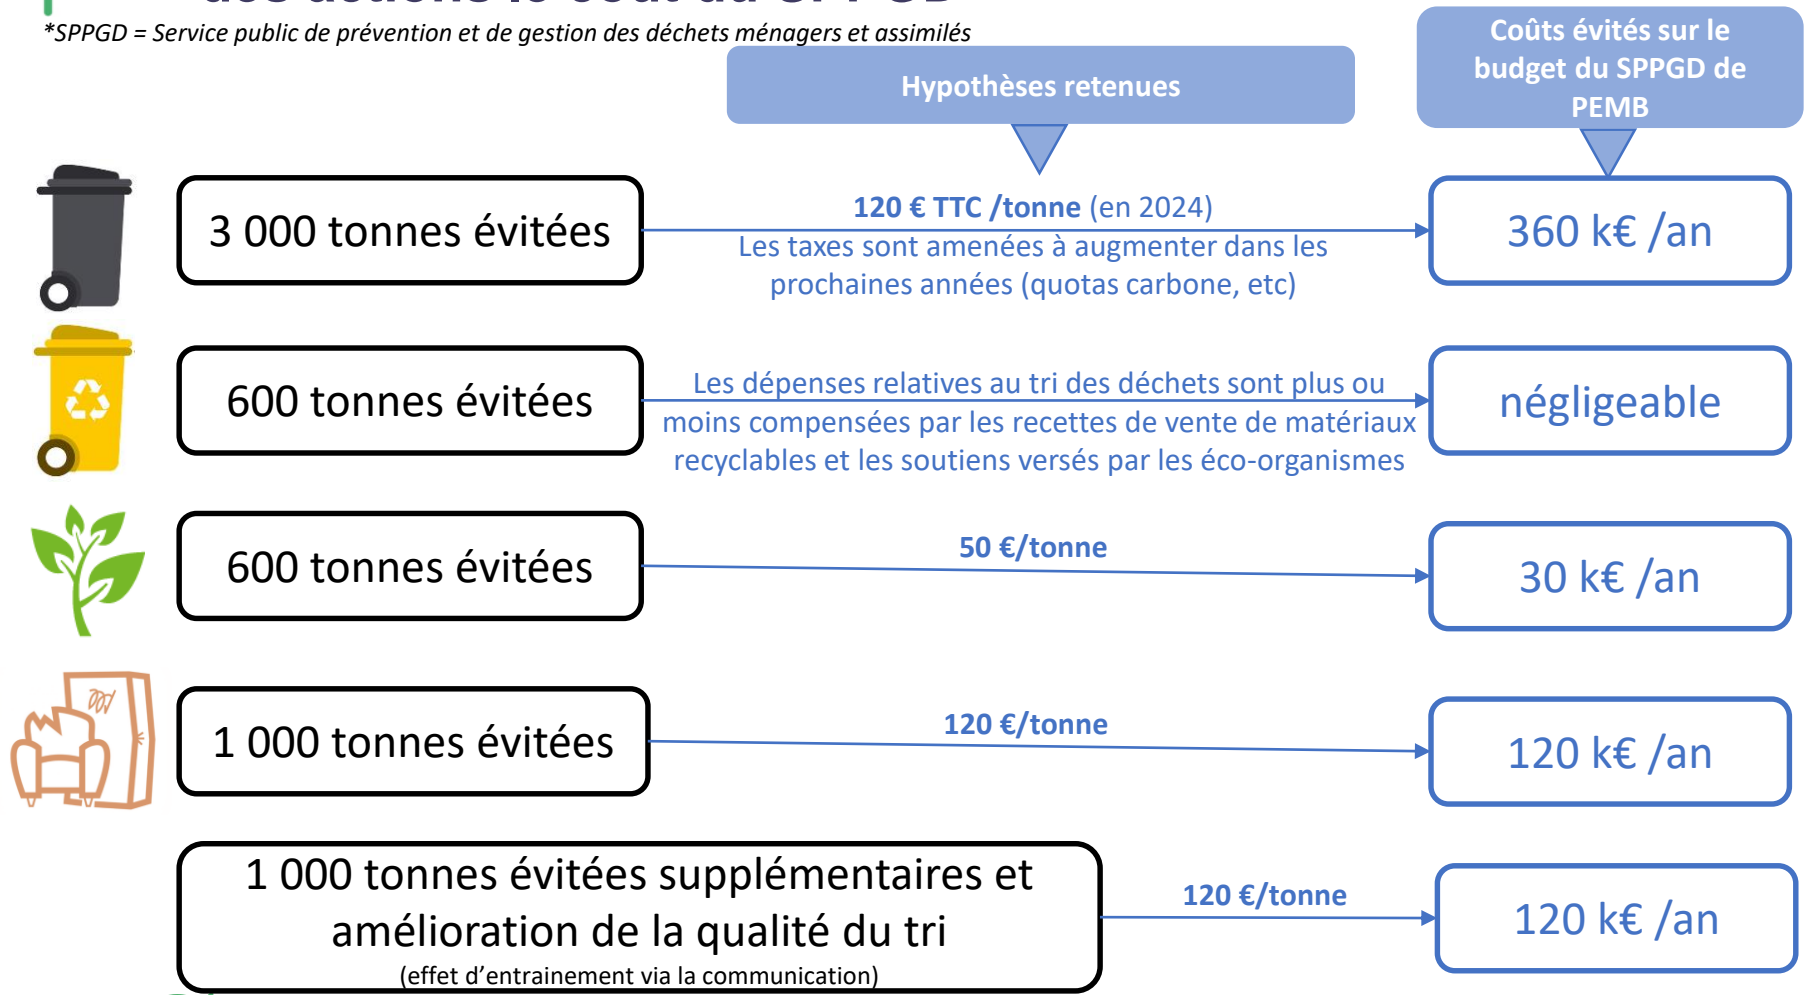 *SPPGD = Service public de prévention et de gestion des déchets ménagers et assimilés
Hypothèses retenues
Coûts évités sur le
budget du SPPGD de
PEMB
3 000 tonnes évitées
120 € TTC /tonne (en 2024)
Les taxes sont amenées à augmenter dans les
prochaines années (quotas carbone, etc)
360 k€ /an
600 tonnes évitées
Les dépenses relatives au tri des déchets sont plus ou
moins compensées par les recettes de vente de matériaux
recyclables et les soutiens versés par les éco-organismes
négligeable
600 tonnes évitées
50 €/tonne
30 k€ /an
1 000 tonnes évitées
120 €/tonne
120 k€ /an
1 000 tonnes évitées supplémentaires et
amélioration de la qualité du tri
(effet d'entrainement via la communication)
120 €/tonne
120 k€ /an